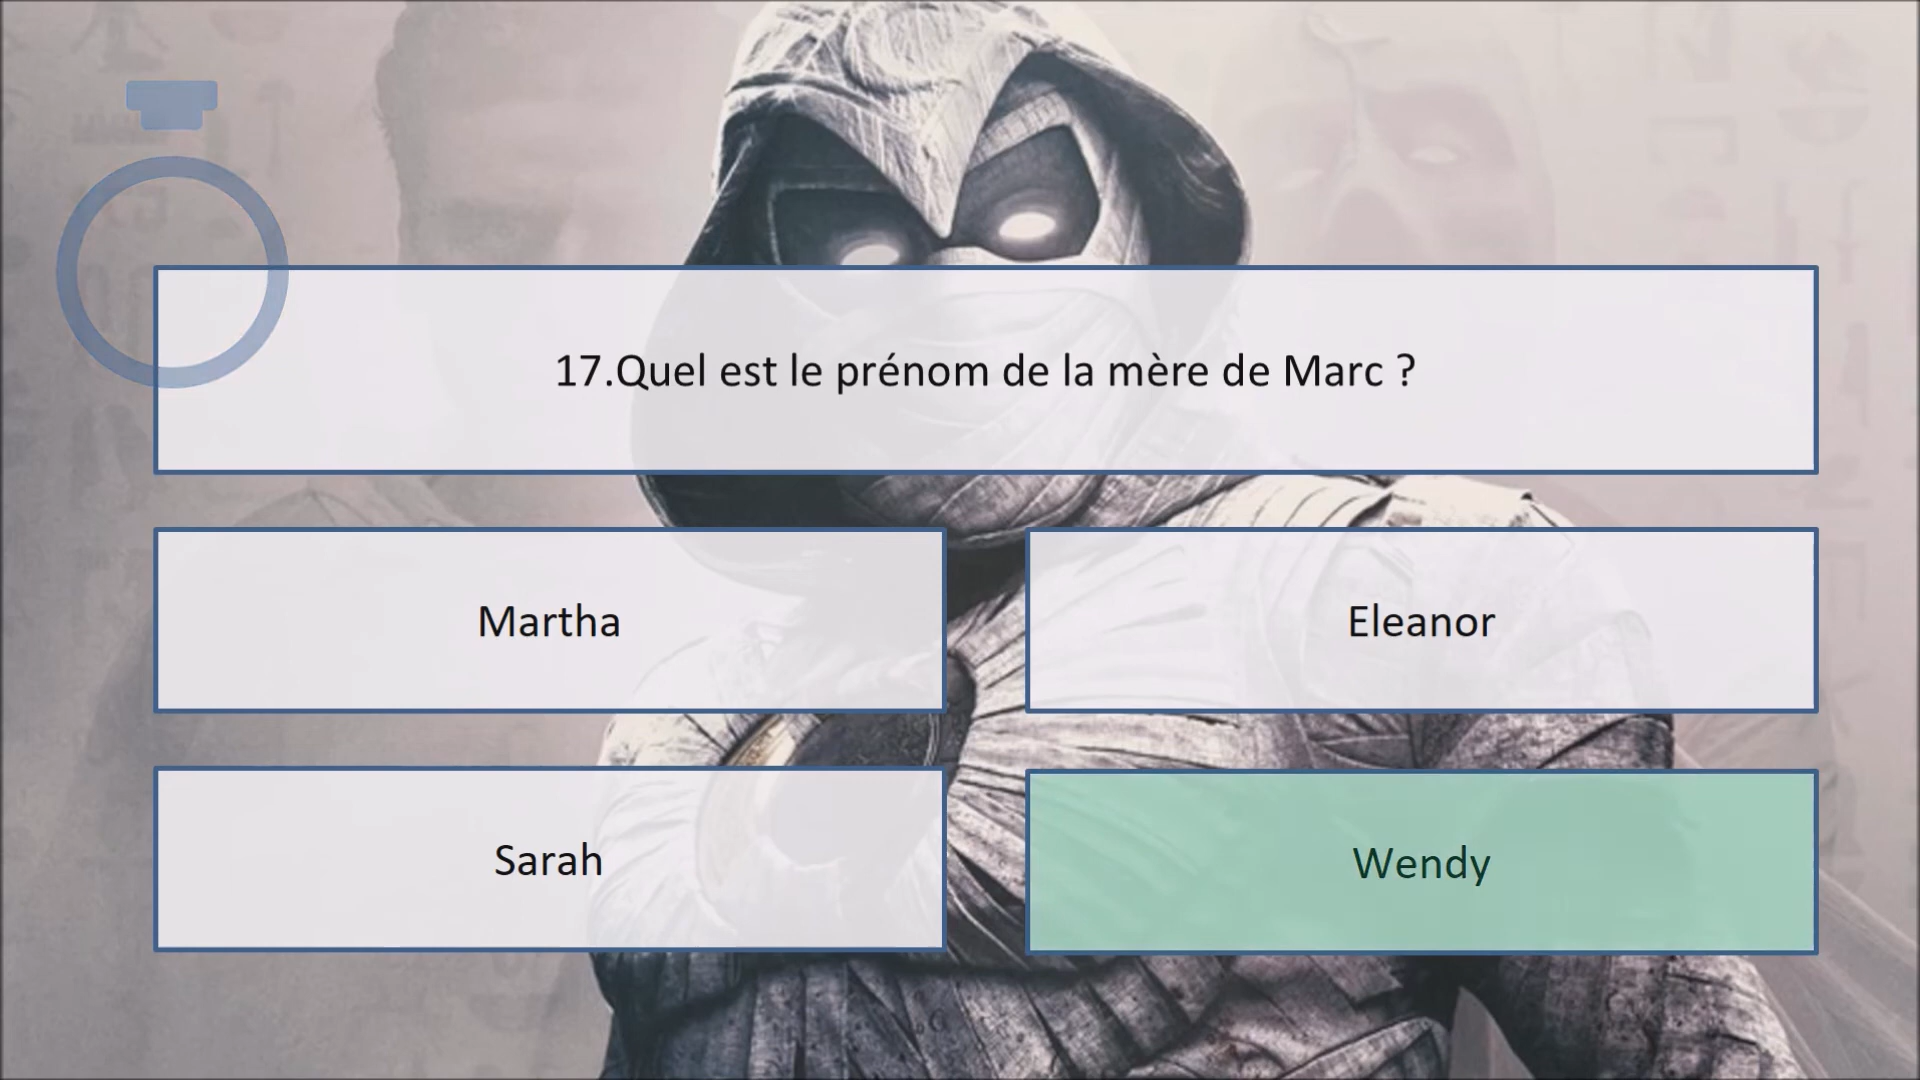 17.Quel est le prénom de la mère de Marc ?
Martha
Eleanor
Sarah
Wendy